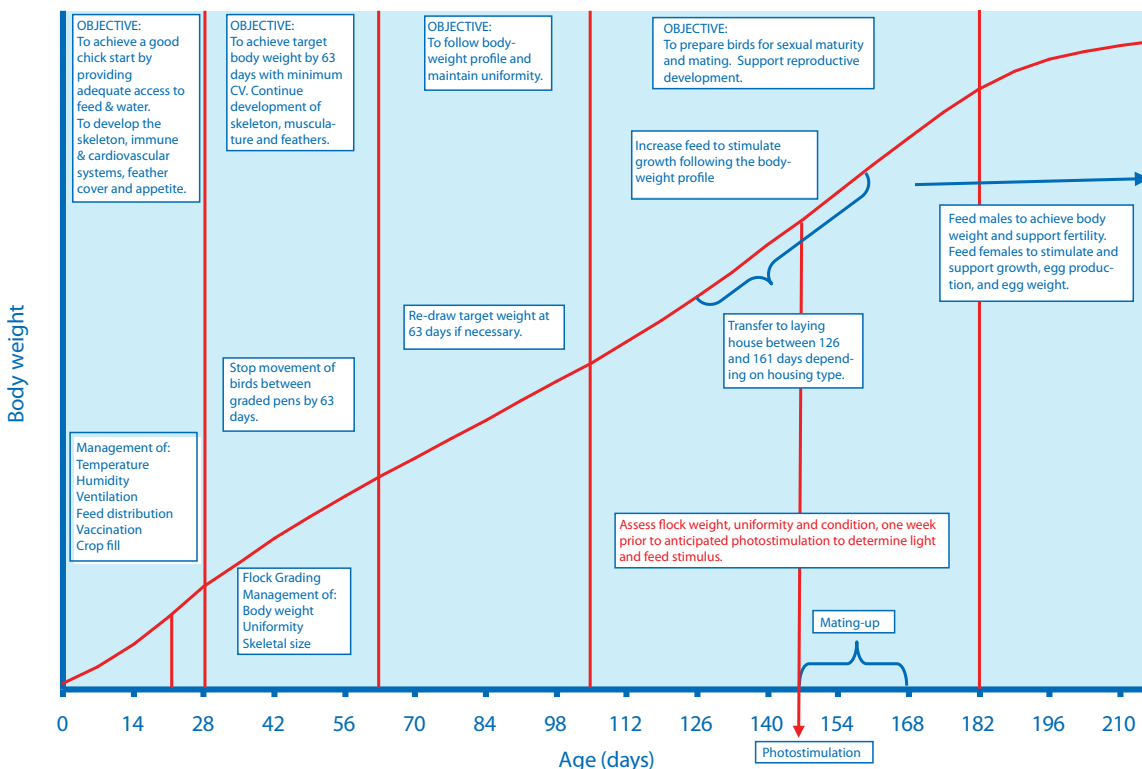 OBJECTIVE:
To achieve a good
chick start by
providing
adequate access to
feed & water.
To develop the
skeleton, immune
& cardiovascular
systems, feather
cover and appetite.
OBJECTIVE:
To achieve target
body weight by 63
days with minimum
CV. Continue
development of
skeleton, muscula-
ture and feathers.
OBJECTIVE:
To follow body-
weight profile and
maintain uniformity.
OBJECTIVE:
To prepare birds for sexual maturity
and mating. Support reproductive
development.
Increase feed to stimulate
growth following the body-
weight profile
Feed males to achieve body
weight and support fertility.
Feed females to stimulate and
support growth, egg produc-
tion, and egg weight.
Re-draw target weight at
63 days if necessary.
Transfer to laying
house between 126
and 161 days depend-
ing on housing type.
Stop movement of
birds between
graded pens by 63
days.
Management of:
Temperature
Humidity
Ventilation
Feed distribution
Vaccination
Crop fill
Assess flock weight, uniformity and condition, one week
prior to anticipated photostimulation to determine light
and feed stimulus.
Flock Grading
Management of:
Body weight
Uniformity
Skeletal size
Mating-up
Body weight
0 14 28 42 56 70 84 98 112 126 140 154 168 182 196 210
Photostimulation
Age (days)